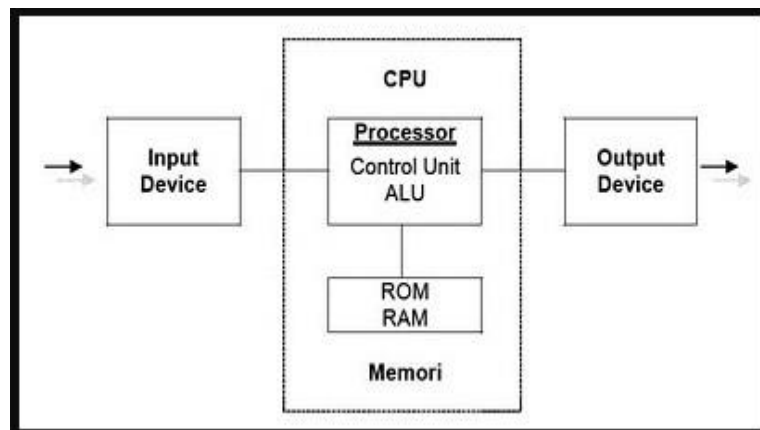 CPU
Input
Device
Processor
Control Unit
ALU
Output
Device
ROM
RAM
Memori